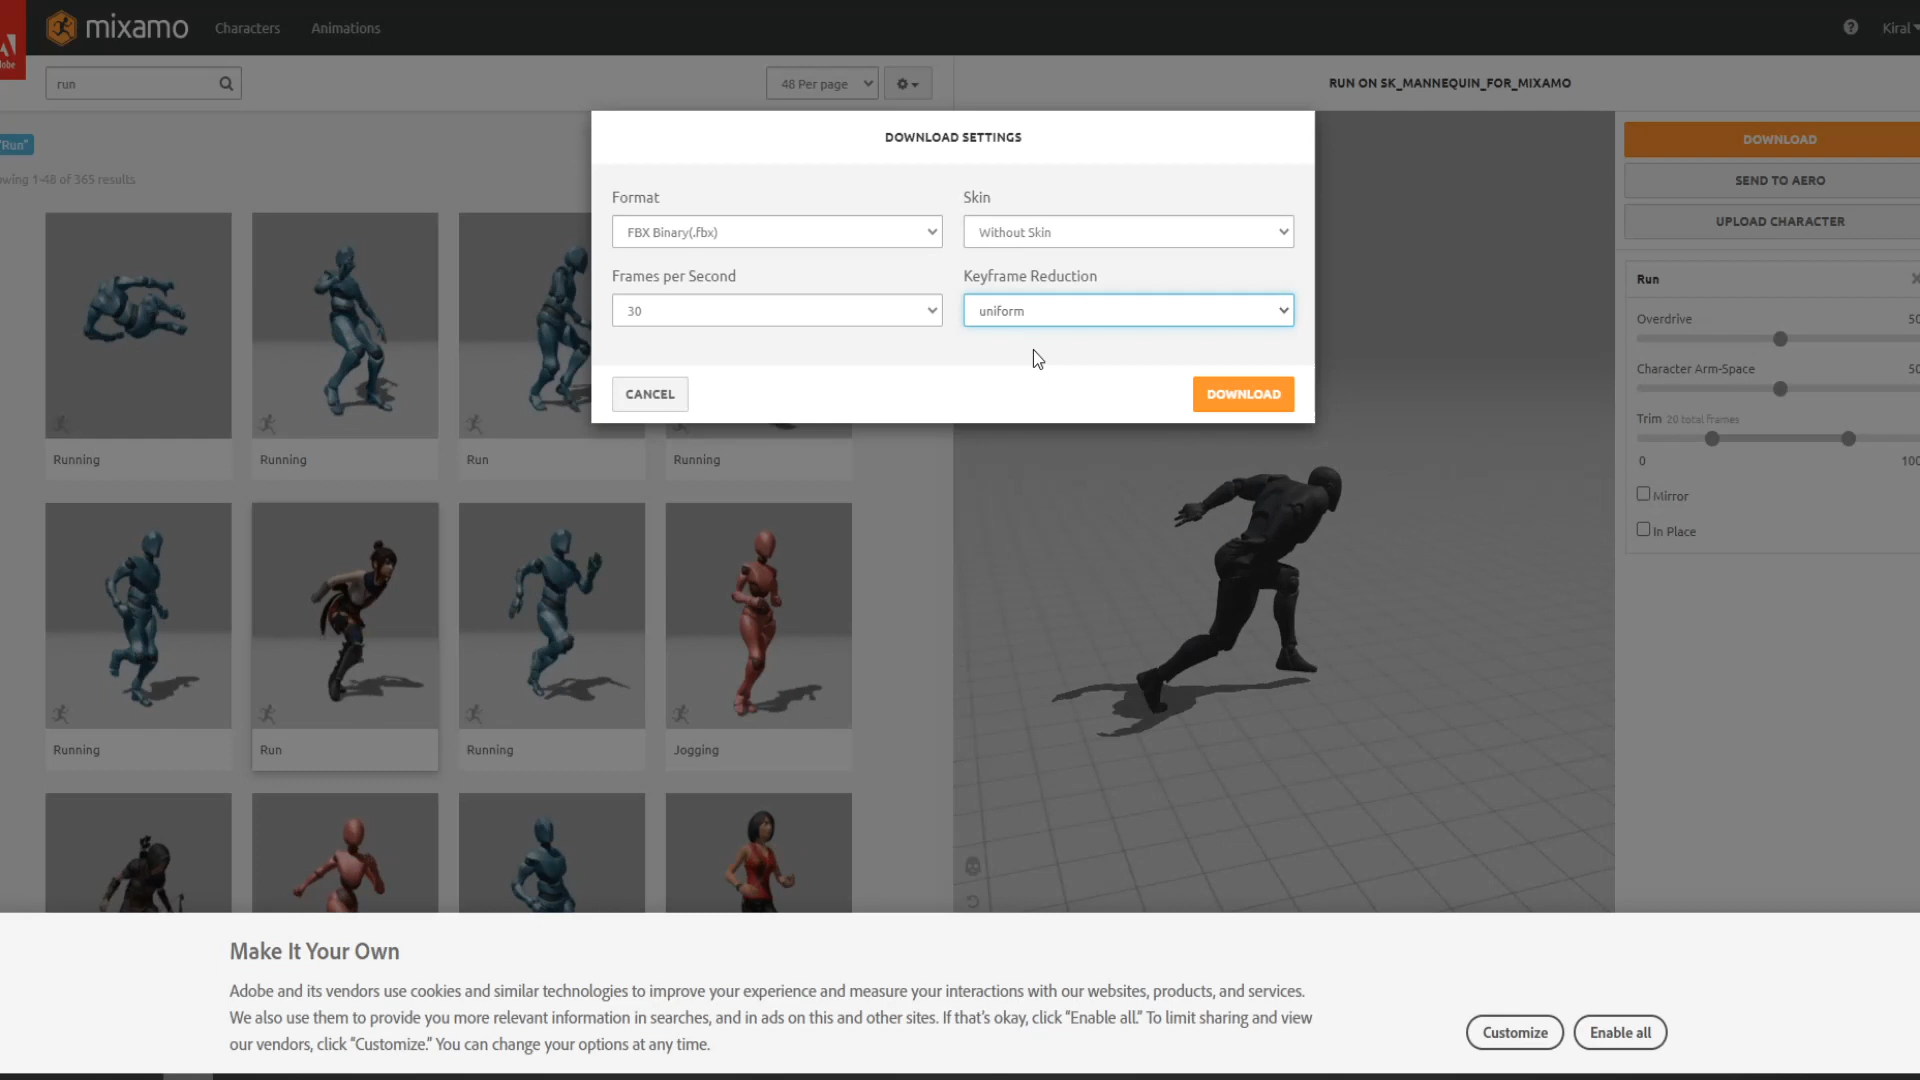 mixamo
Characters
Animations
Kiral
Adobe
run
48 Per page
RUN ON SK_MANNEQUIN_FOR_MIXAMO
DOWNLOAD SETTINGS
Format
Skin
FBX Binary(.fbx)
Without Skin
Frames per Second
Keyframe Reduction
30
uniform
CANCEL
DOWNLOAD
"Run"
wing 1-48 of 365 results
Running
Running
Run
Running
Running
Run
Running
Jogging
DOWNLOAD
SEND TO AERO
UPLOAD CHARACTER
Run
Overdrive
50
Character Arm-Space
50
Trim 20 total frames
0
100
Mirror
In Place
Make It Your Own
Adobe and its vendors use cookies and similar technologies to improve your experience and measure your interactions with our websites, products, and services.
We also use them to provide you more relevant information in searches, and in ads on this and other sites. If that's okay, click “Enable all.” To limit sharing and view
our vendors, click “Customize.” You can change your options at any time.
Customize
Enable all